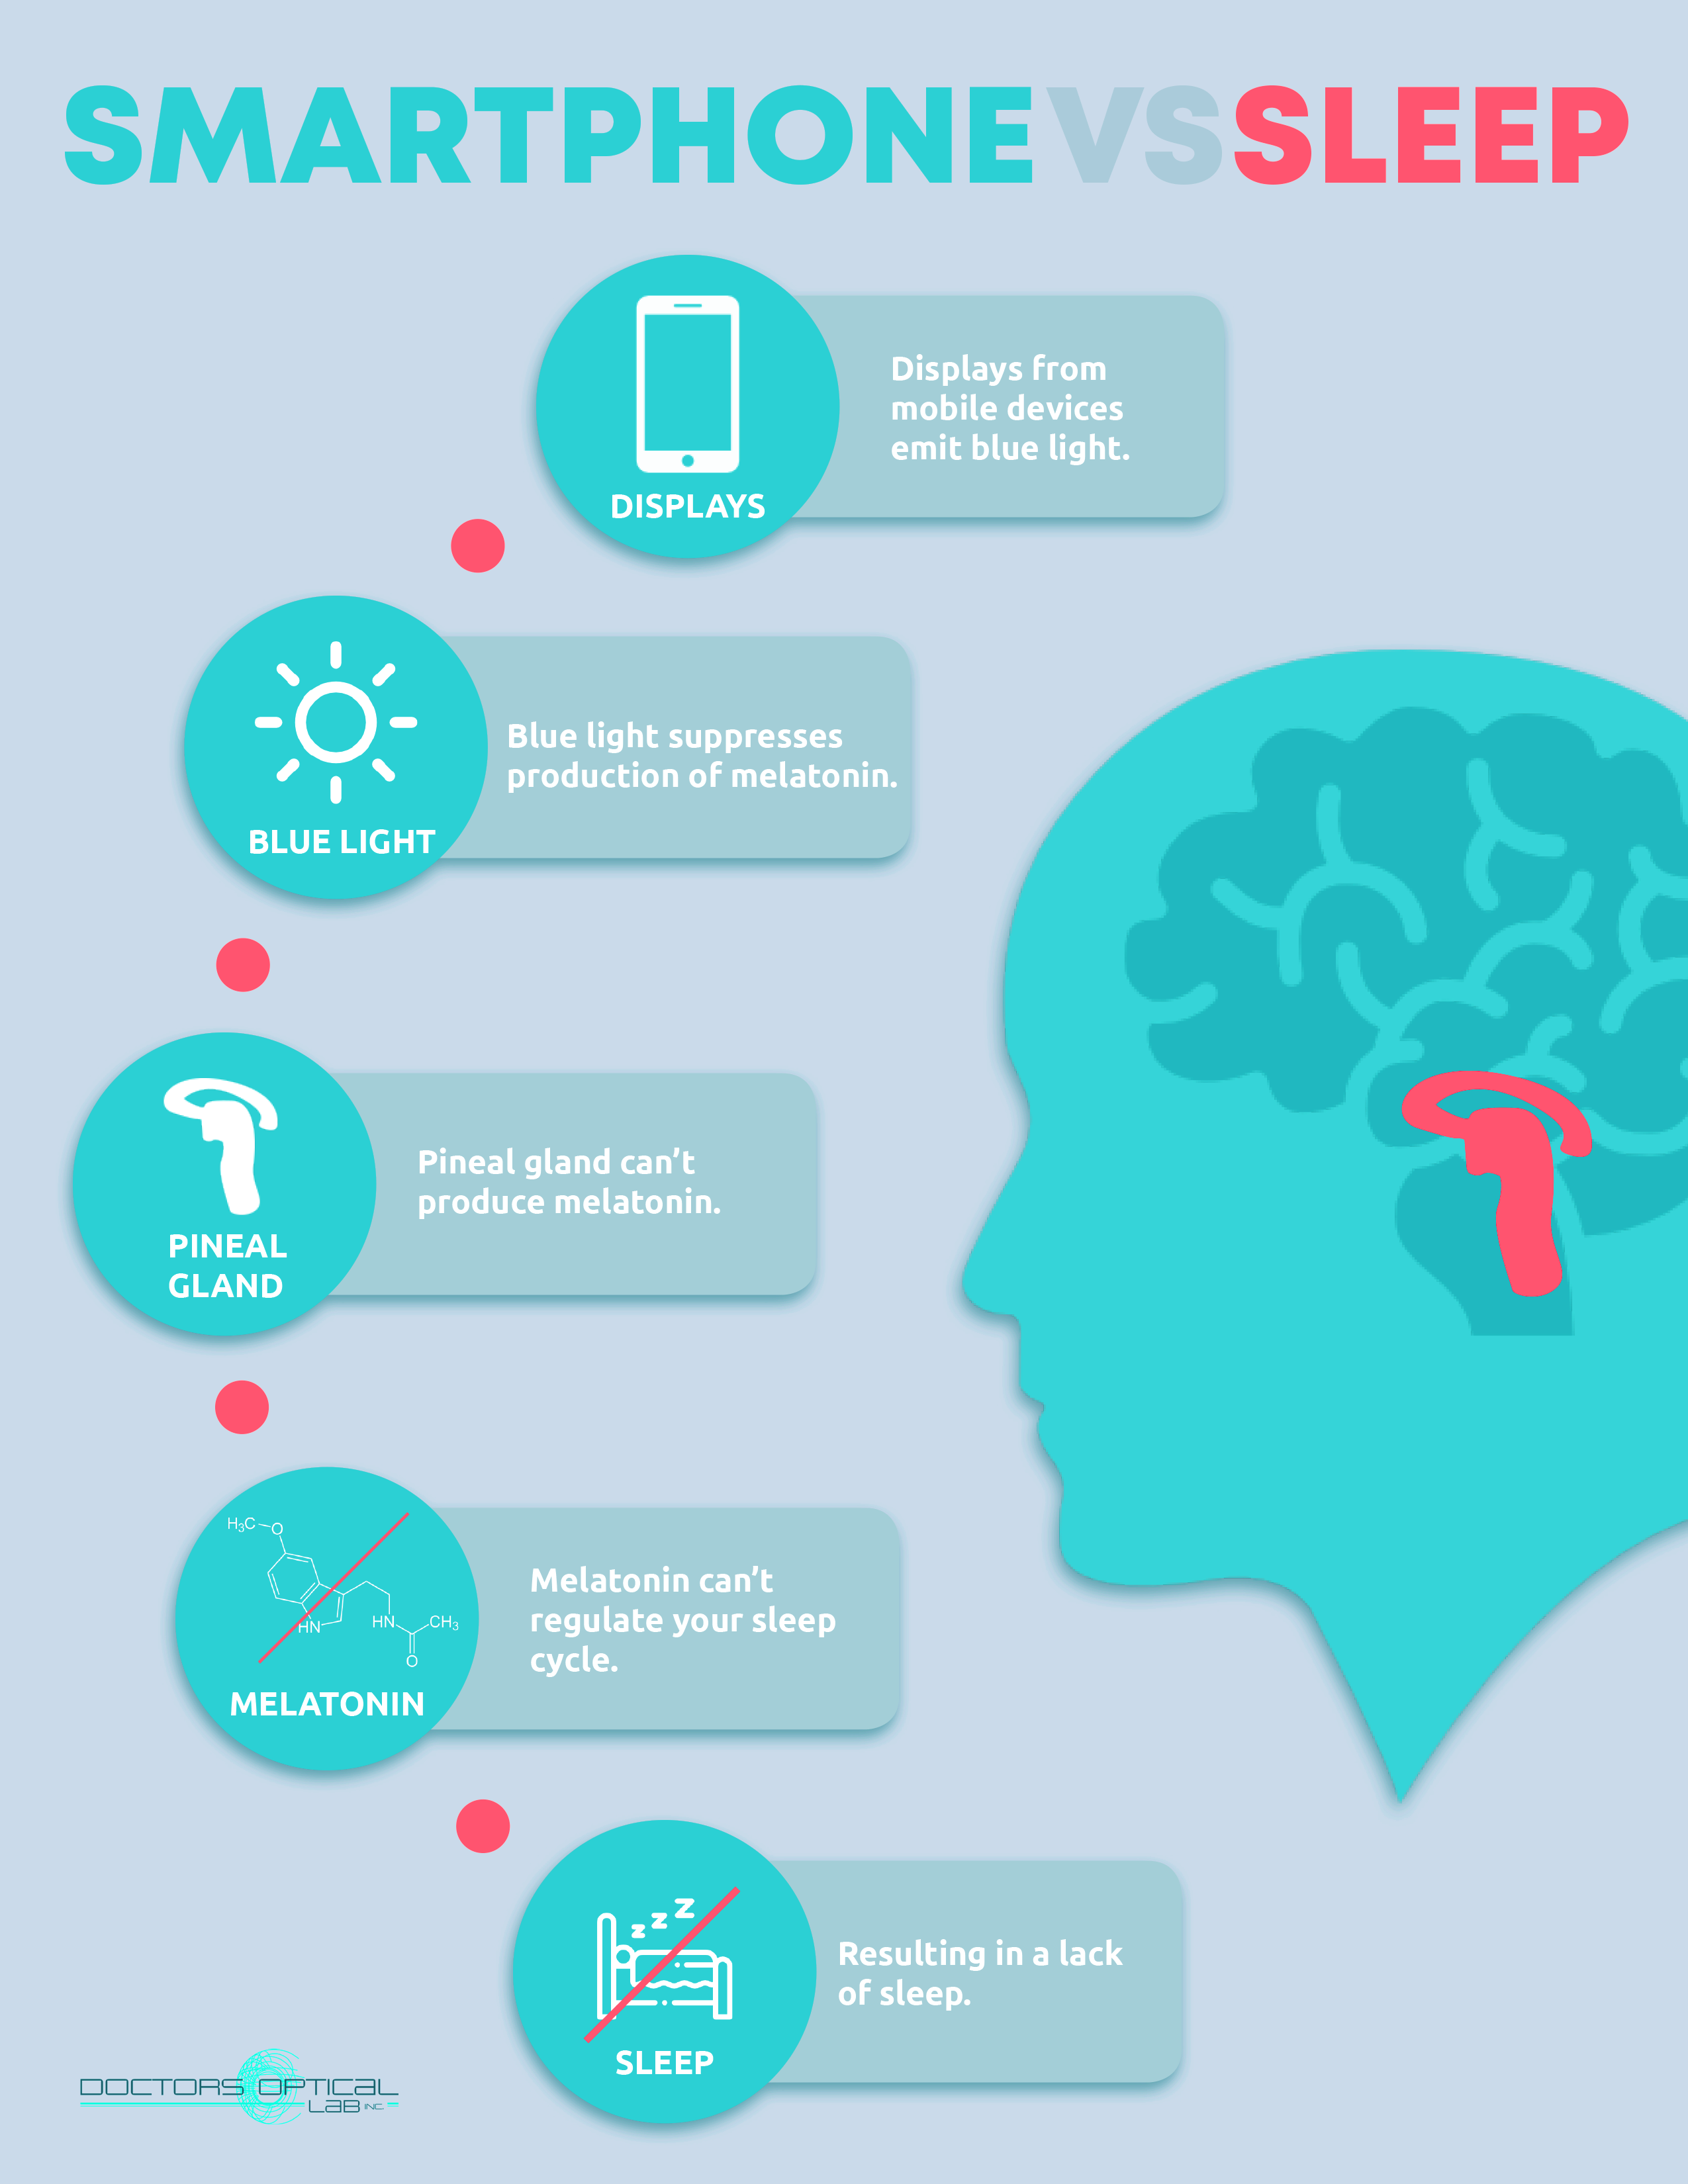 SMARTPHONE VS SLEEP
DISPLAYS
Displays from
mobile devices
emit blue light.
BLUE LIGHT
Blue light suppresses
production of melatonin.
PINEAL
GLAND
Pineal gland can't
produce melatonin.
H₃C
O
HN
HN
CH₃
O
MELATONIN
Melatonin can't
regulate your sleep
cycle.
z z z
SLEEP
Resulting in a lack
of sleep.
DOCTORS OPTICAL
LAB INC